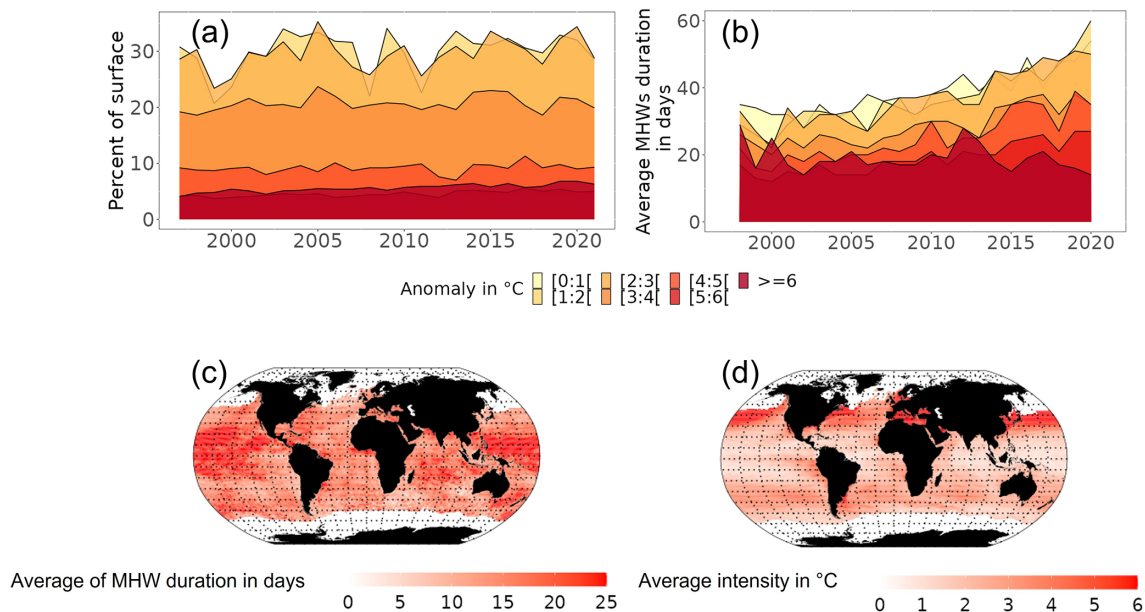 (a)
Percent of surface
30
20
10
0
2000 2005 2010 2015 2020
(b)
Average MHWs duration
in days
60
40
20
0
2000 2005 2010 2015 2020
Anomaly in °C
[0:1[ [2:3[ [4:5[ >=6
[1:2[ [3:4[ [5:6[
(c)
(d)
Average of MHW duration in days
0 5 10 15 20 25
Average intensity in °C
0 1 2 3 4 5 6